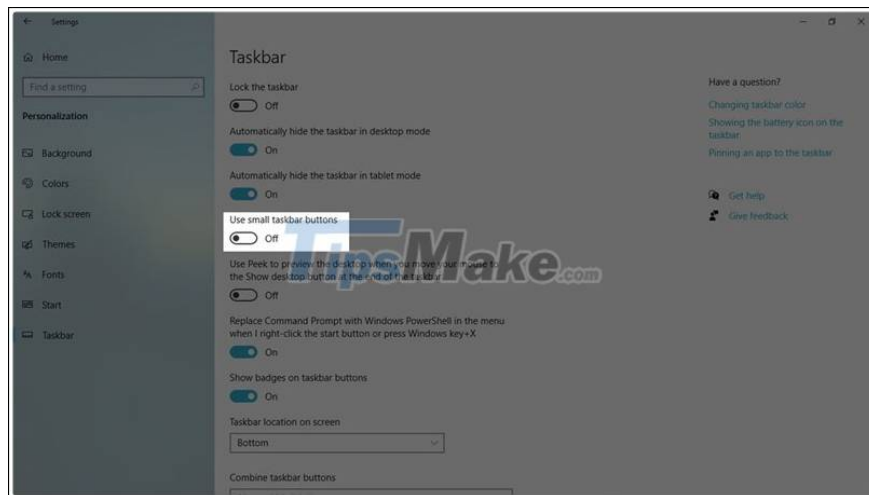 Settings
Home
Find a setting
Personalization
Background
Colors
Lock screen
Themes
Fonts
Start
Taskbar
Taskbar
Lock the taskbar
Off
Automatically hide the taskbar in desktop mode
On
Automatically hide the taskbar in tablet mode
On
Use small taskbar buttons
Off
Use Peek to preview the desktop when you move your mouse to
the Show desktop button at the end of the taskbar
Off
Replace Command Prompt with Windows PowerShell in the menu
when I right-click the start button or press Windows key+X
On
Show badges on taskbar buttons
On
Taskbar location on screen
Bottom
Combine taskbar buttons
Have a question?
Changing taskbar color
Showing the battery icon on the
taskbar
Pinning an app to the taskbar
Get help
Give feedback
TipsMake.com